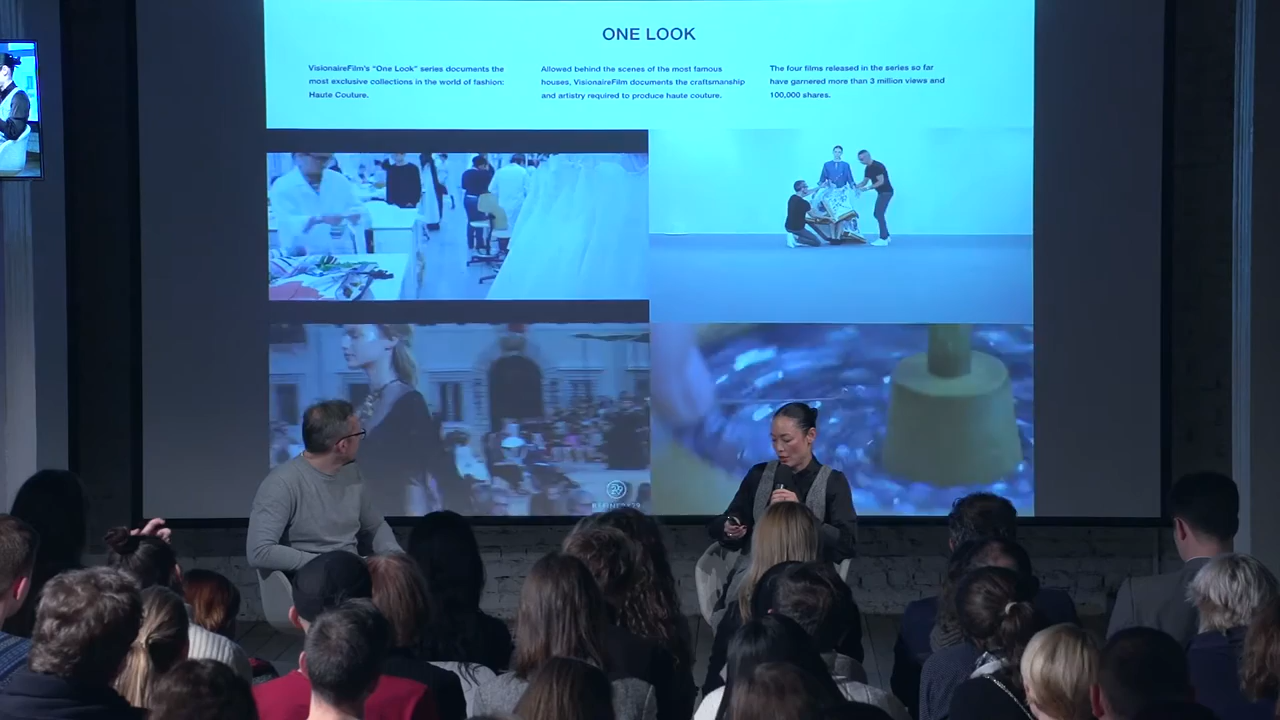 ONE LOOK
VisionaireFilm's "One Look" series documents the
most exclusive collections in the world of fashion:
Haute Couture.
Allowed behind the scenes of the most famous
houses, VisionaireFilm documents the craftsmanship
and artistry required to produce haute couture.
The four films released in the series so far
have garnered more than 3 million views and
100,000 shares.
REFINERY29